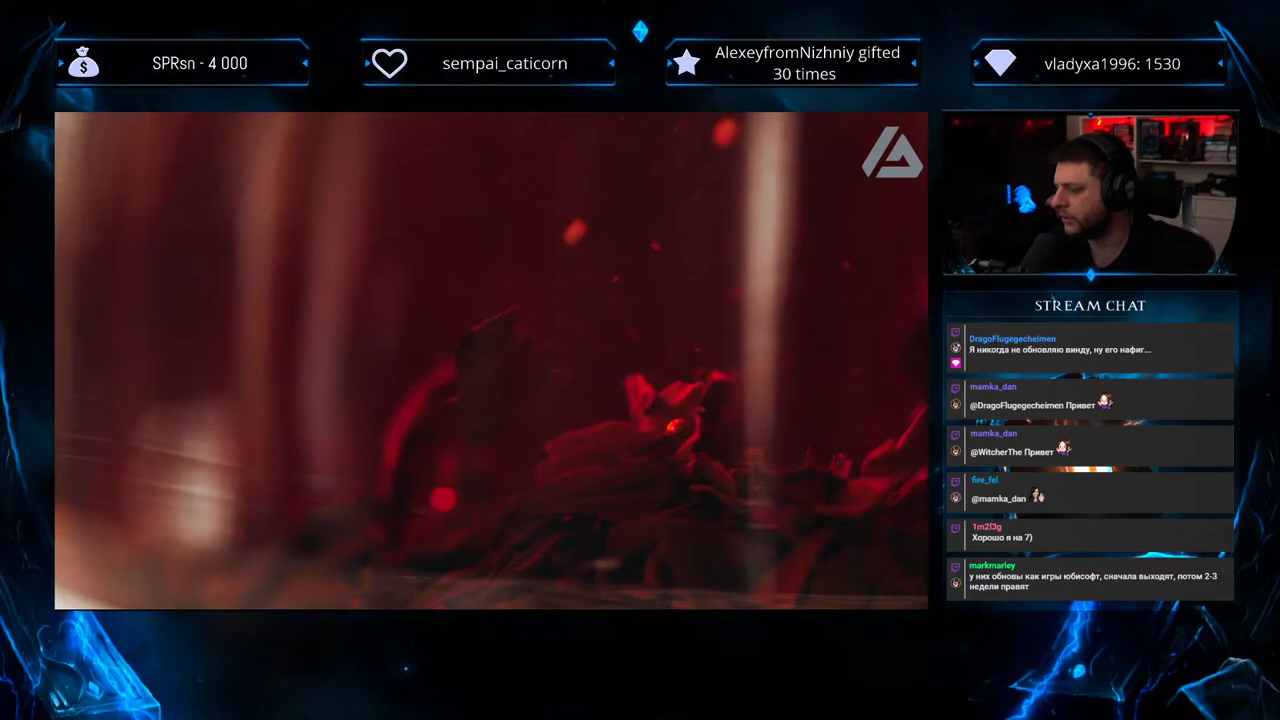 SPRsn - 4 000
sempai_caticorn
AlexeyfromNizhniy gifted
30 times
vladyxa1996: 1530
STREAM CHAT
DragoFlugegecheimen
Я никогда не обновляю винду, ну его нафиг...
mamka_dan
@DragoFlugegecheimen Привет
mamka_dan
@WitcherThe Привет
fire_fel
@mamka_dan
1m2l3g
Хорошо я на 7)
markmarley
у них обновы как игры юбисофт, сначала выходят, потом 2-3
недели правят